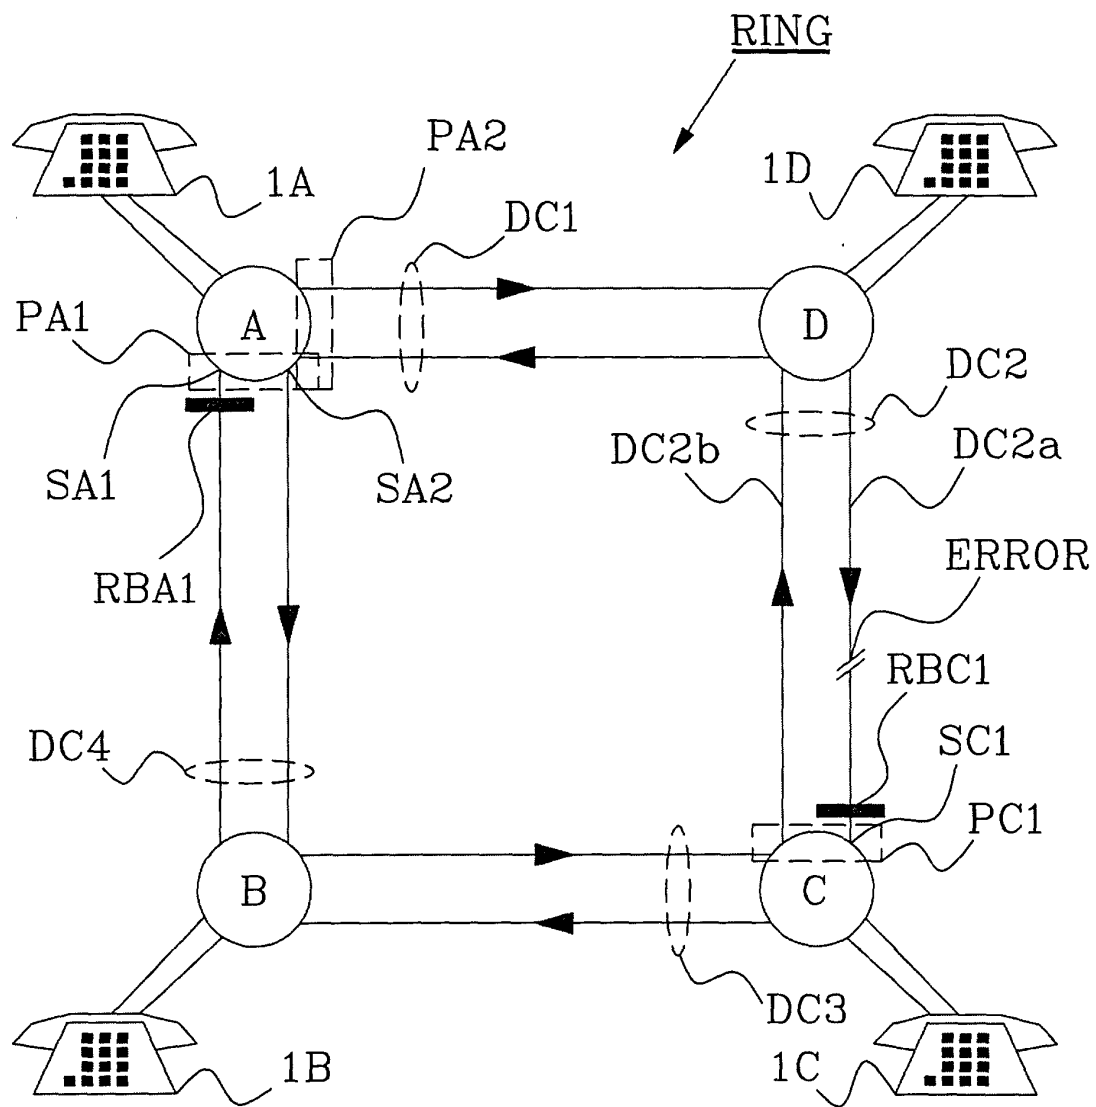 RING
PA2
1A
1D
DC1
PA1
A
D
DC2
DC2b
DC2a
SA1
SA2
ERROR
RBA1
RBC1
SC1
DC4
PC1
B
C
DC3
1B
1C